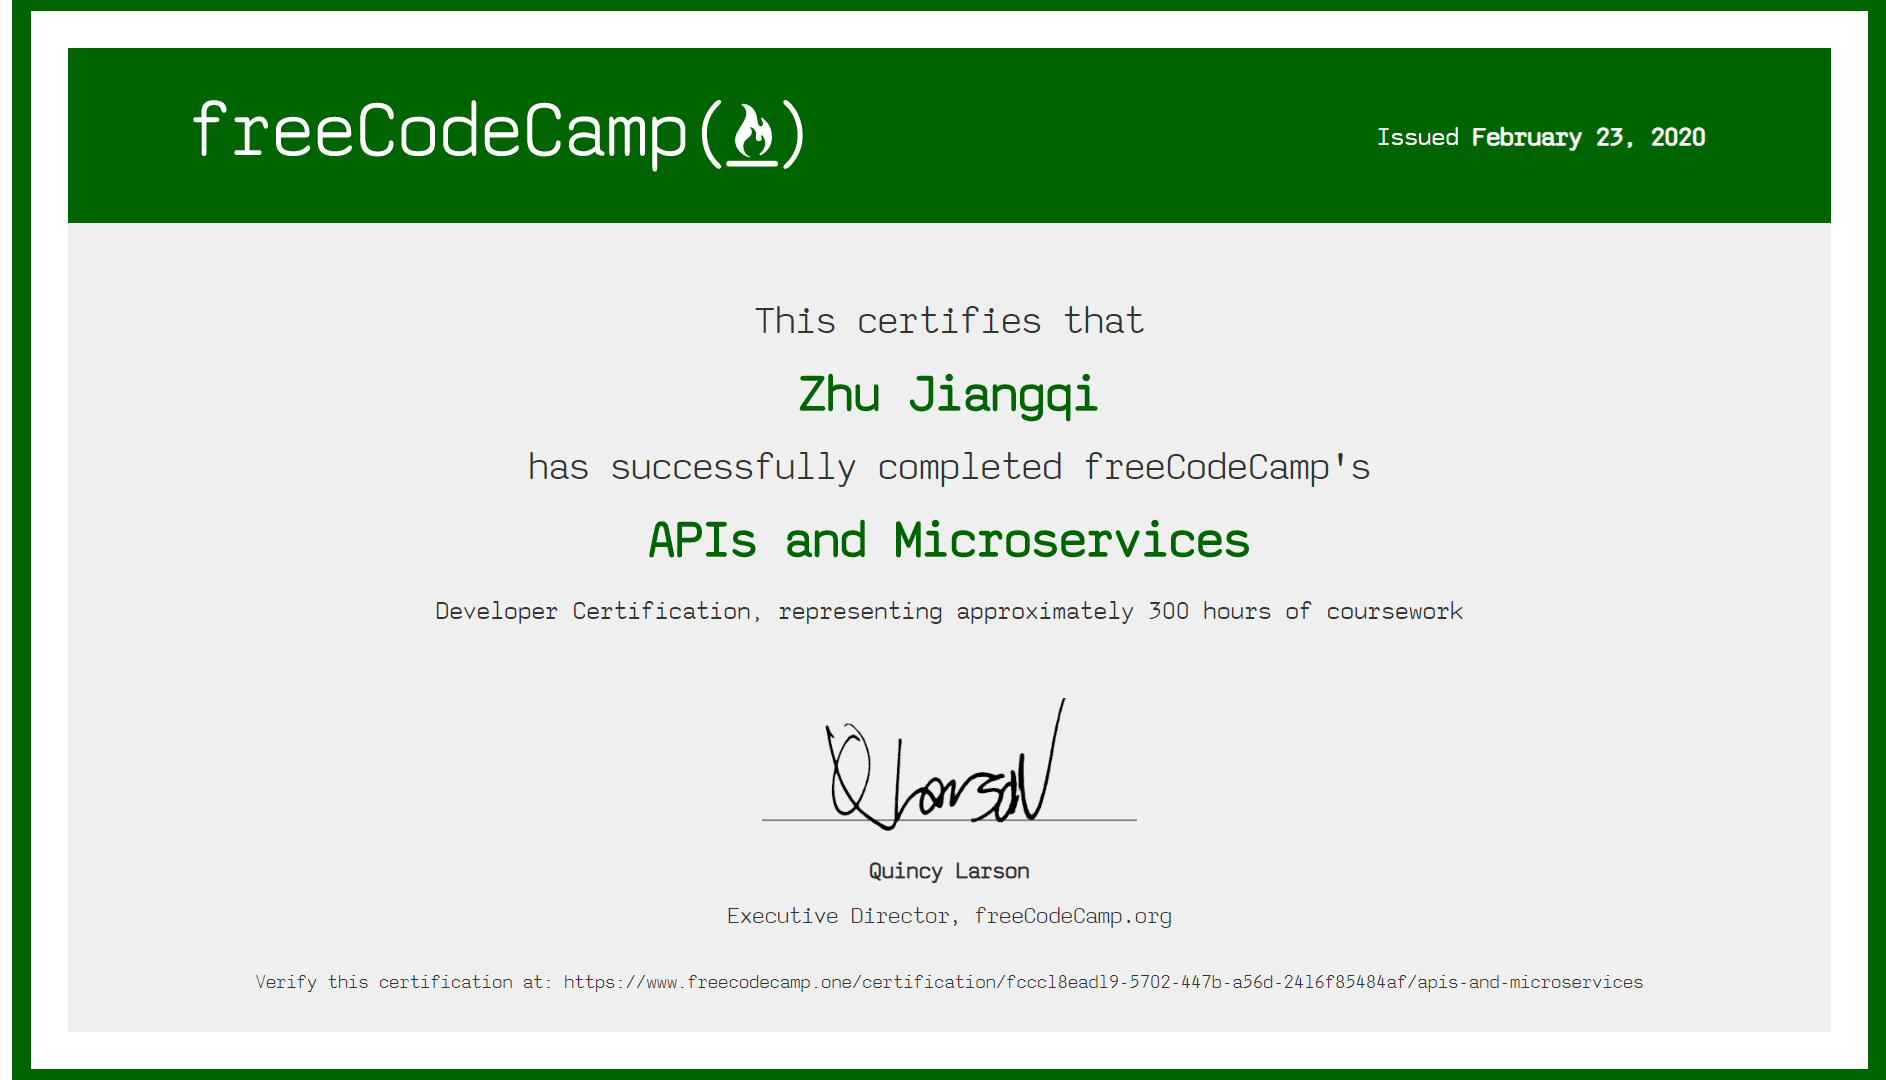 freeCodeCamp(🔥)
Issued February 23, 2020
This certifies that
Zhu Jiangqi
has successfully completed freeCodeCamp's
APIs and Microservices
Developer Certification, representing approximately 300 hours of coursework
Q Larson
Quincy Larson
Executive Director, freeCodeCamp.org
Verify this certification at: https://www.freecodecamp.one/certification/fccc18ead19-5702-447b-a56d-2416f85484af/apis-and-microservices